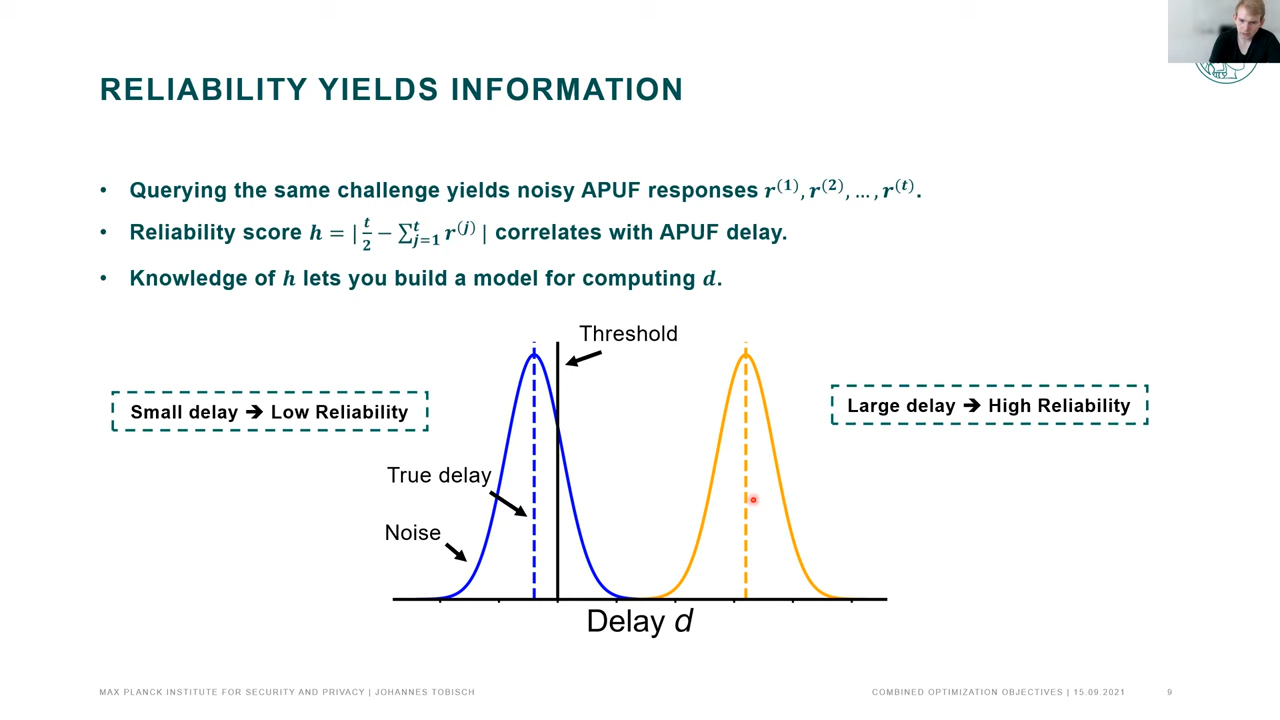 RELIABILITY YIELDS INFORMATION
• Querying the same challenge yields noisy APUF responses r⁽¹⁾, r⁽²⁾, …, r⁽ᵗ⁾.
• Reliability score h = |t/2 − ∑ᵗⱼ₌₁ r⁽ʲ⁾ | correlates with APUF delay.
• Knowledge of h lets you build a model for computing d.
Threshold
Small delay ➔ Low Reliability
Large delay ➔ High Reliability
True delay
Noise
Delay d
MAX PLANCK INSTITUTE FOR SECURITY AND PRIVACY | JOHANNES TOBISCH
COMBINED OPTIMIZATION OBJECTIVES | 15.09.2021
9